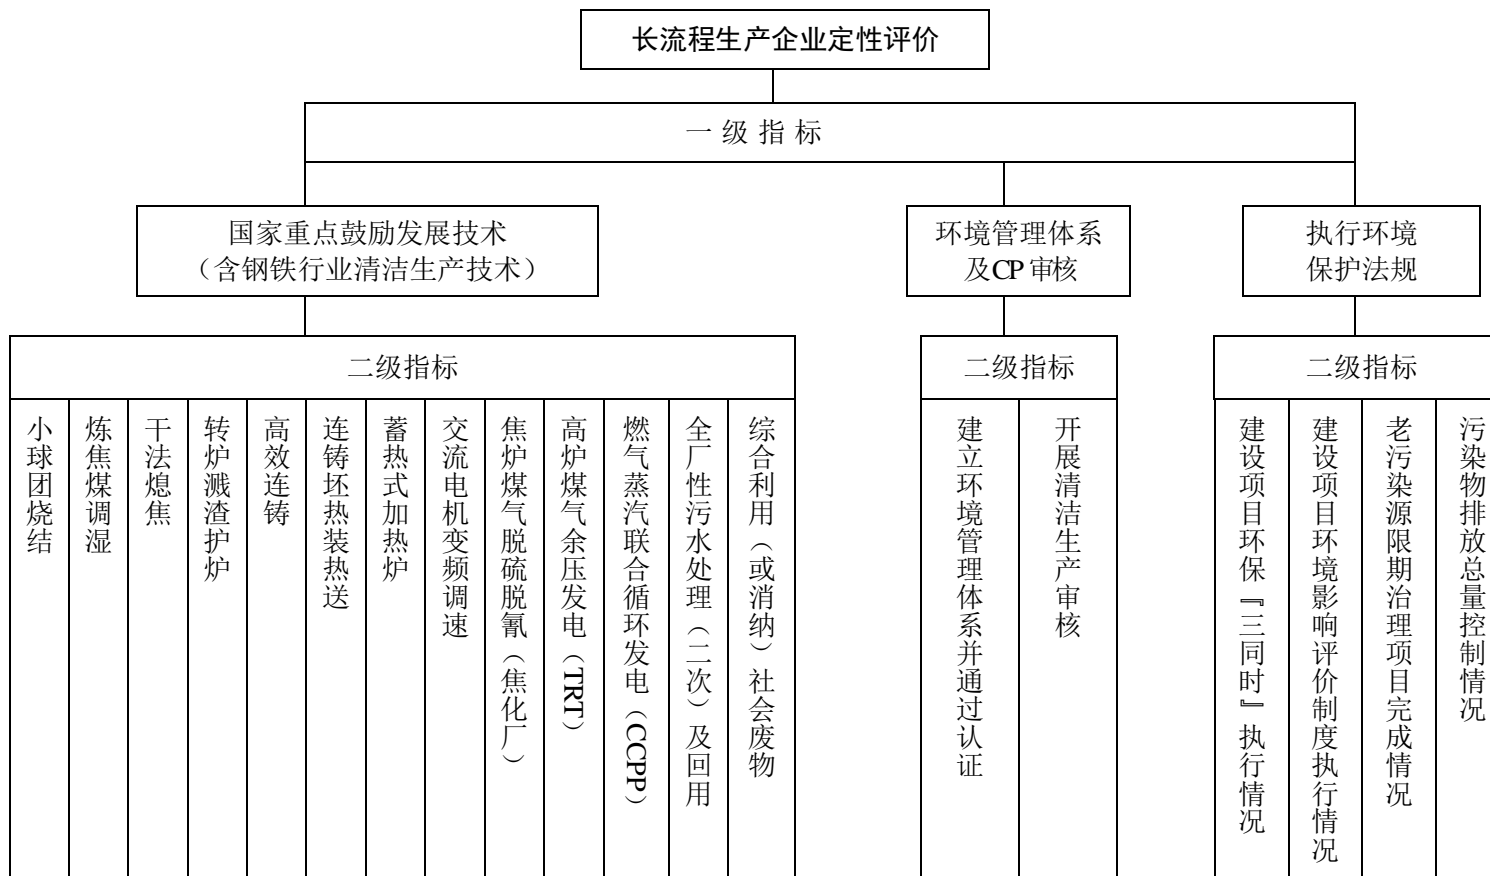 长流程生产企业定性评价
一级指标
国家重点鼓励发展技术
（含钢铁行业清洁生产技术）
环境管理体系
及CP审核
执行环境
保护法规
二级指标
二级指标
二级指标
小球团烧结
炼焦煤调湿
干法熄焦
转炉溅渣护炉
高效连铸
连铸坯热装热送
蓄热式加热炉
交流电机变频调速
焦炉煤气脱硫脱氰（焦化厂）
高炉煤气余压发电（TRT）
燃气蒸汽联合循环发电（CCPP）
全厂性污水处理（二次）及回用
综合利用（或消纳）社会废物
建立环境管理体系并通过认证
开展清洁生产审核
建设项目环保『三同时』执行情况
建设项目环境影响评价制度执行情况
老污染源限期治理项目完成情况
污染物排放总量控制情况